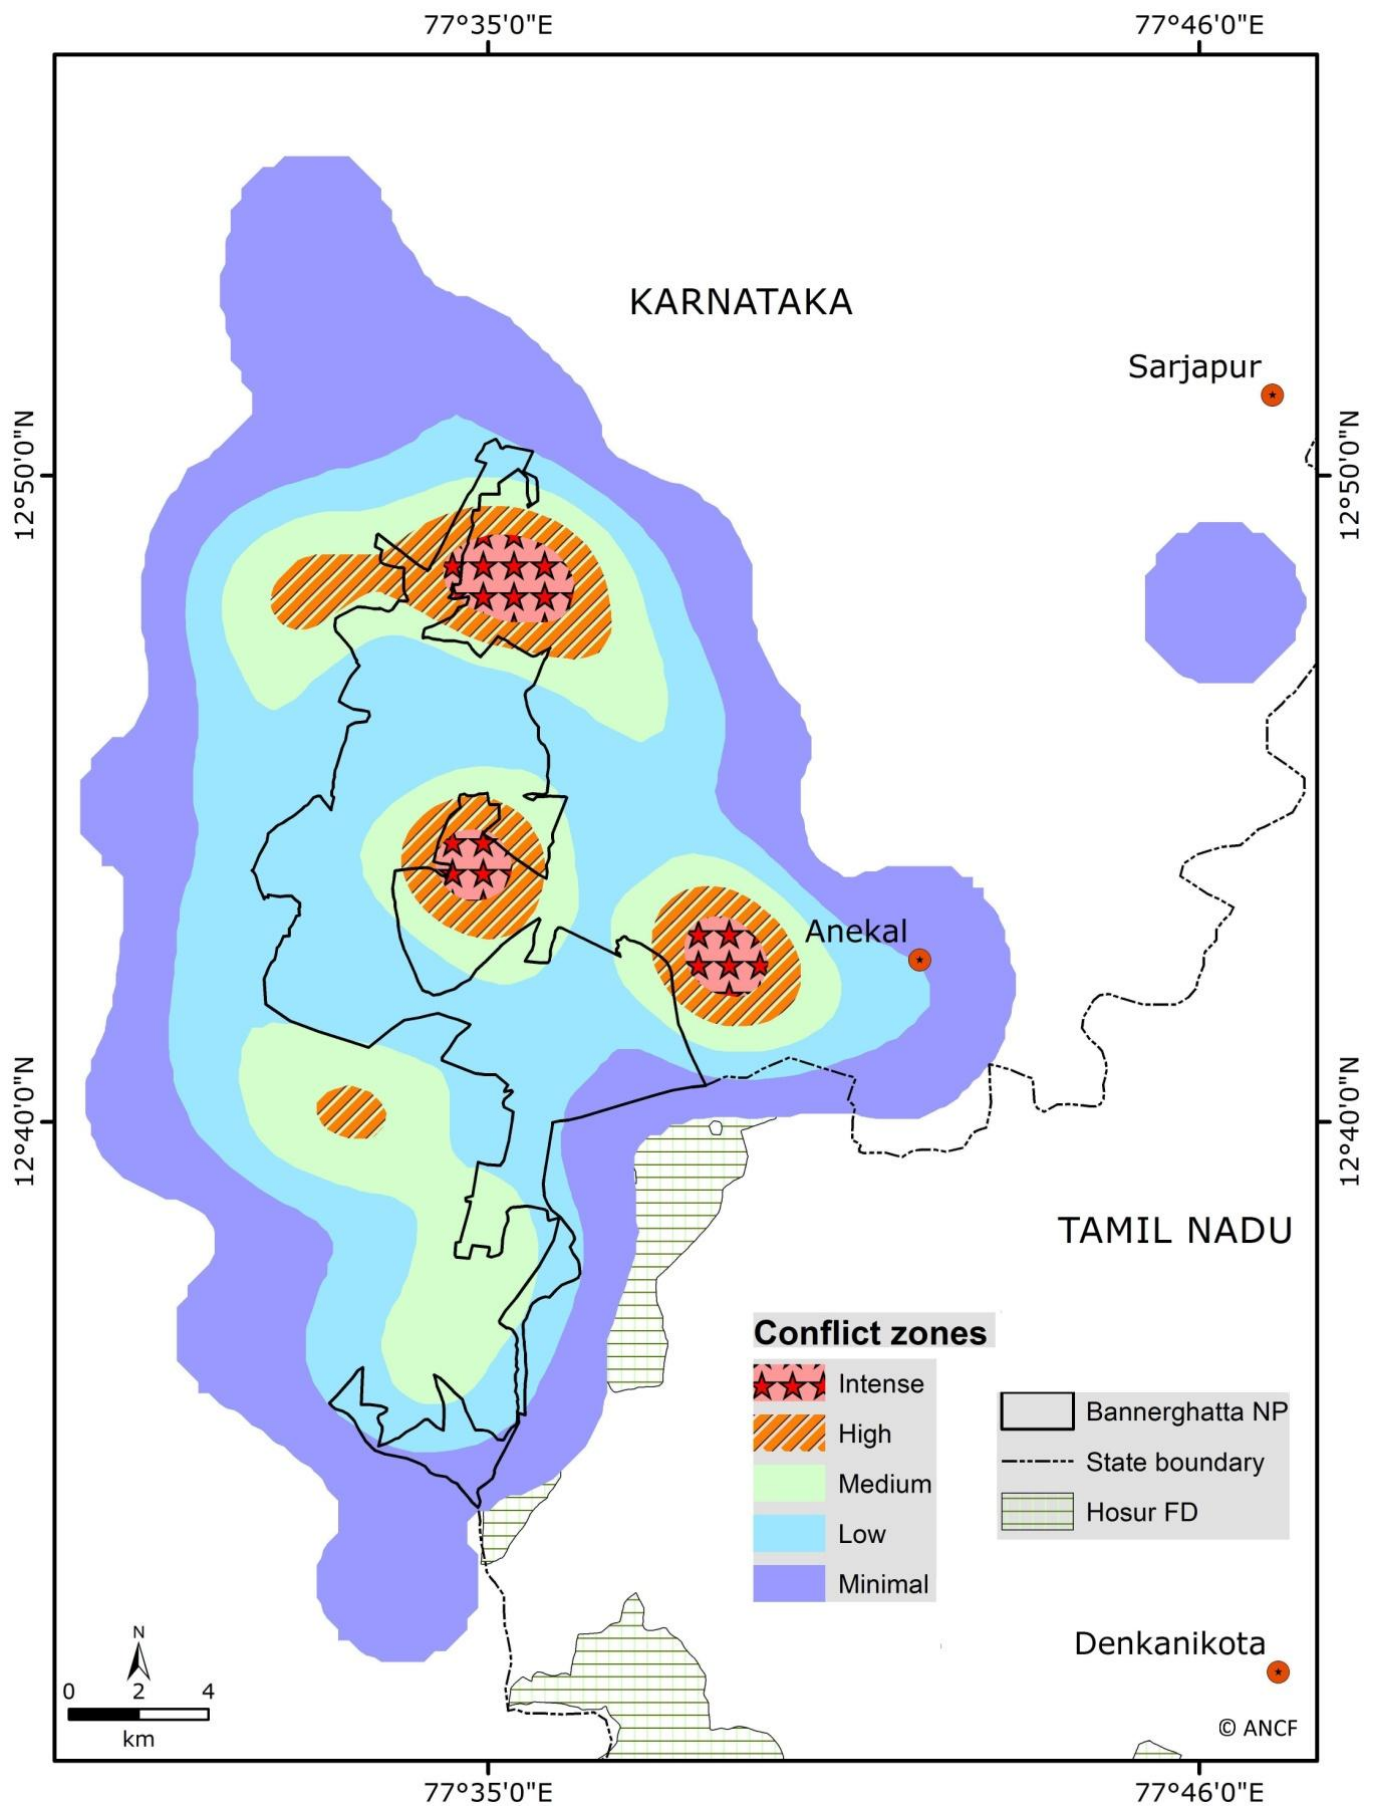 77°35'0"E 77°46'0"E
KARNATAKA
Sarjapur
12°50'0"N 12°50'0"N
Anekal
12°40'0"N 12°40'0"N
TAMIL NADU
Conflict zones
Intense
High
Medium
Low
Minimal
Bannerghatta NP
State boundary
Hosur FD
Denkanikota
N
0 2 4
km
© ANCF
77°35'0"E 77°46'0"E